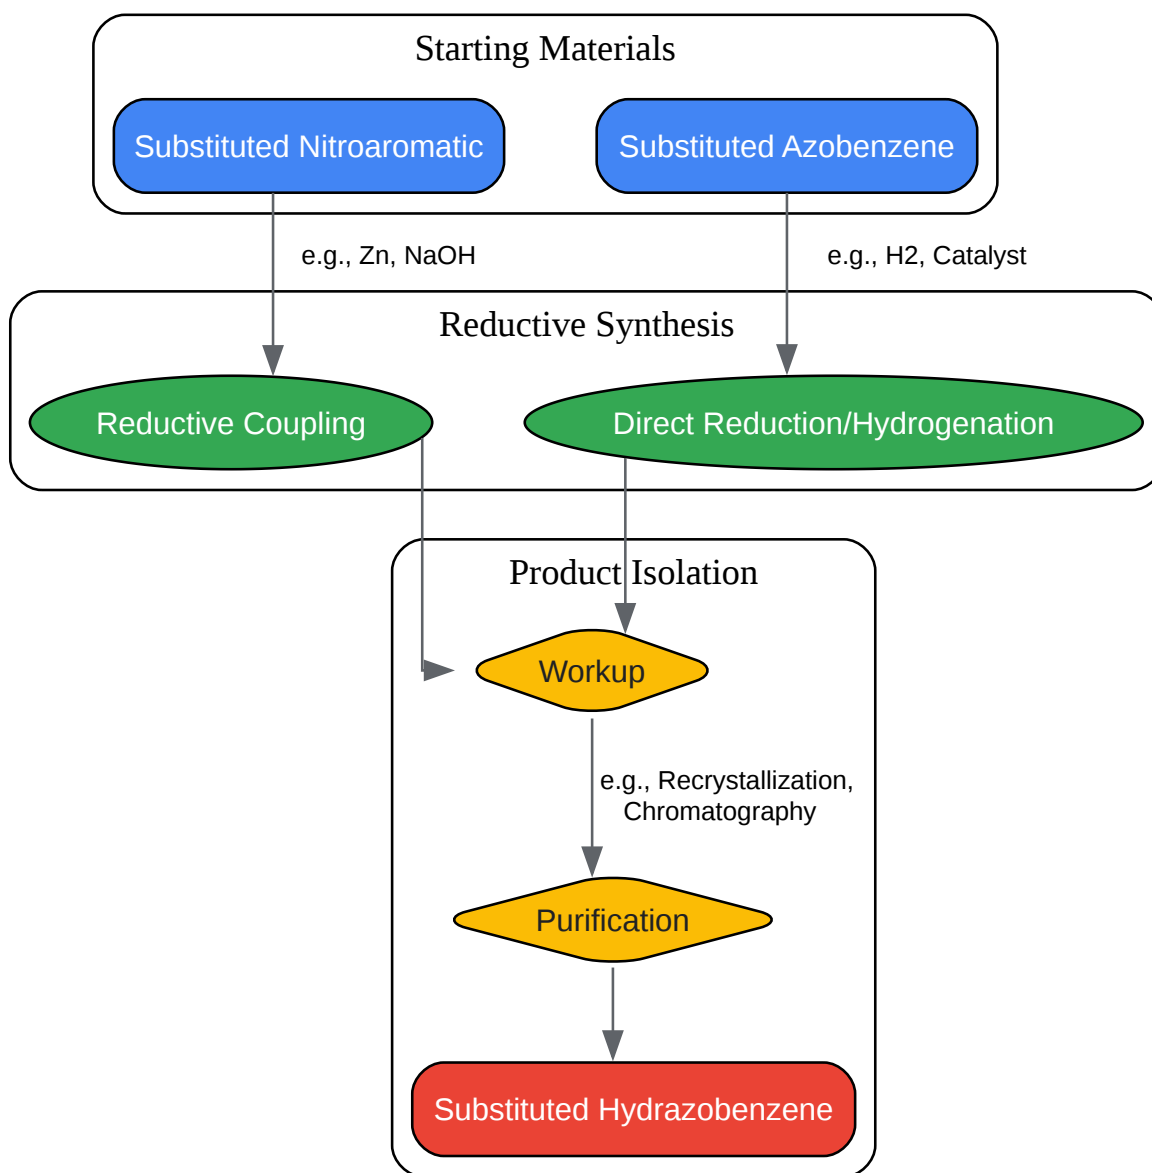 Starting Materials
Substituted Nitroaromatic
Substituted Azobenzene
e.g., Zn, NaOH
e.g., H2, Catalyst
Reductive Synthesis
Reductive Coupling
Direct Reduction/Hydrogenation
Product Isolation
Workup
e.g., Recrystallization,
Chromatography
Purification
Substituted Hydrazobenzene